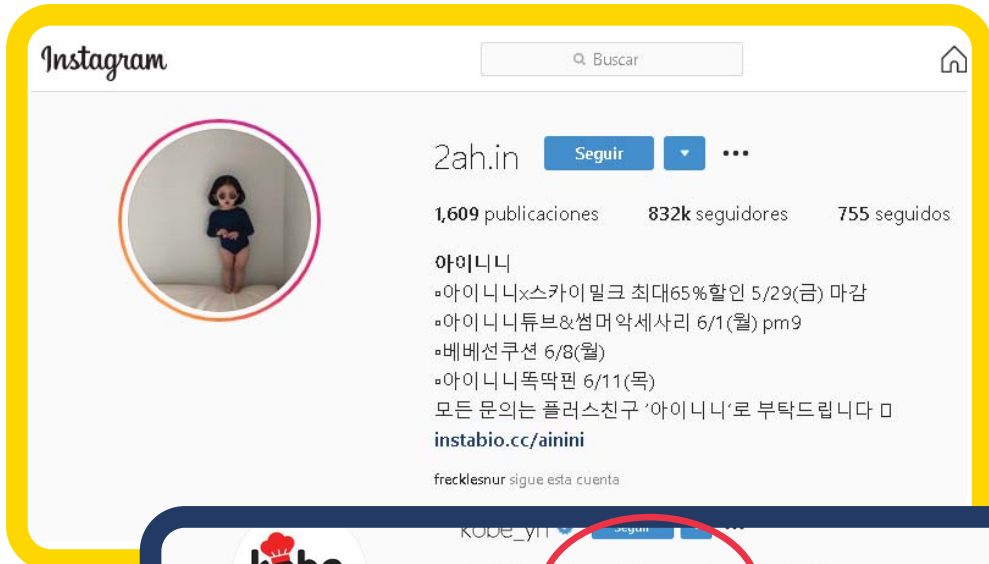 Instagram
Buscar
2ah.in Seguir
1,609 publicaciones 832k seguidores 755 seguidos
아이니니
▫아이니니x스카이밀크 최대65%할인 5/29(금) 마감
▫아이니니튜브&썸머악세사리 6/1(월) pm9
▫베베선쿠션 6/8(월)
▫아이니니똑딱핀 6/11(목)
모든 문의는 플러스친구 '아이니니'로 부탁드립니다
instabio.cc/ainini
frecklesnur sigue esta cuenta
kobe_yn Seguir